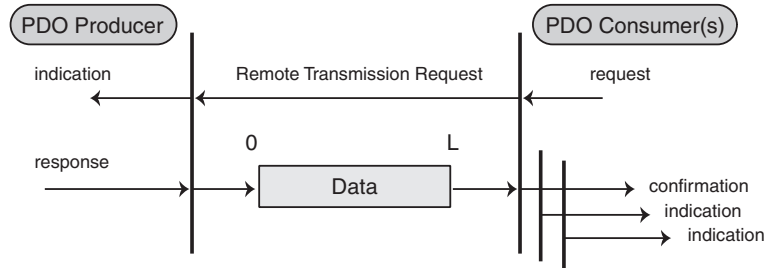 PDO Producer
PDO Consumer(s)
indication
Remote Transmission Request
request
0
L
response
Data
confirmation
indication
indication